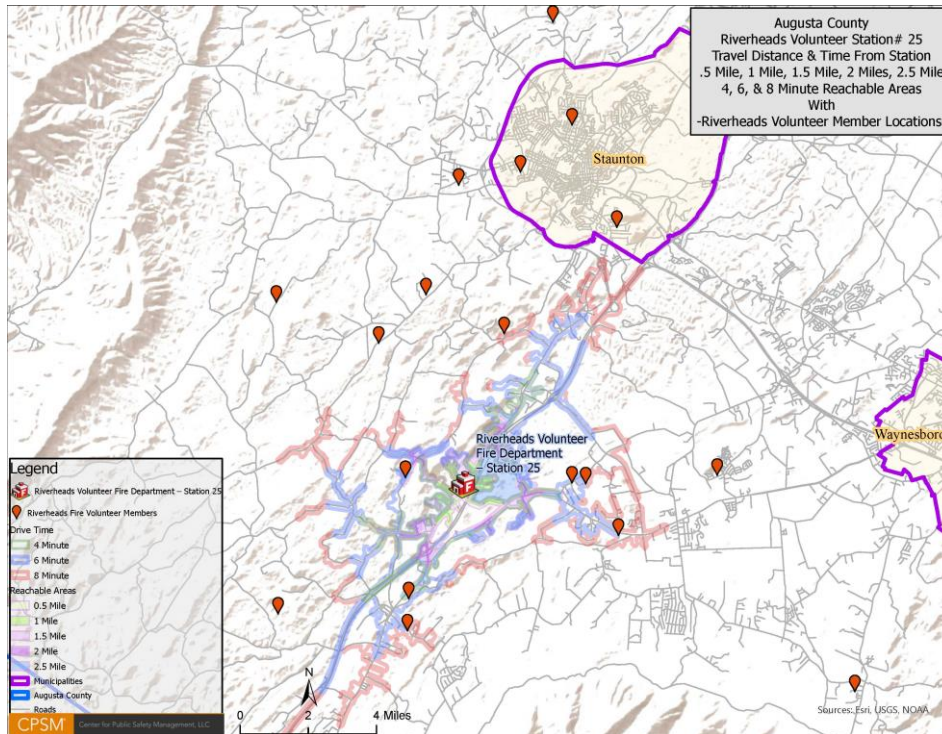 Augusta County
Riverheads Volunteer Station# 25
Travel Distance & Time From Station
.5 Mile, 1 Mile, 1.5 Mile, 2 Miles, 2.5 Mile
4, 6, & 8 Minute Reachable Areas
With
-Riverheads Volunteer Member Locations
Staunton
Waynesboro
Riverheads Volunteer
Fire Department
– Station 25
Legend
Riverheads Volunteer Fire Department – Station 25
Riverheads Fire Volunteer Members
Drive Time
4 Minute
6 Minute
8 Minute
Reachable Areas
0.5 Mile
1 Mile
1.5 Mile
2 Mile
2.5 Mile
Municipalities
Augusta County
Roads
CPSM
Center for Public Safety Management, LLC
N
0 2 4 Miles
Sources: Esri, USGS, NOAA